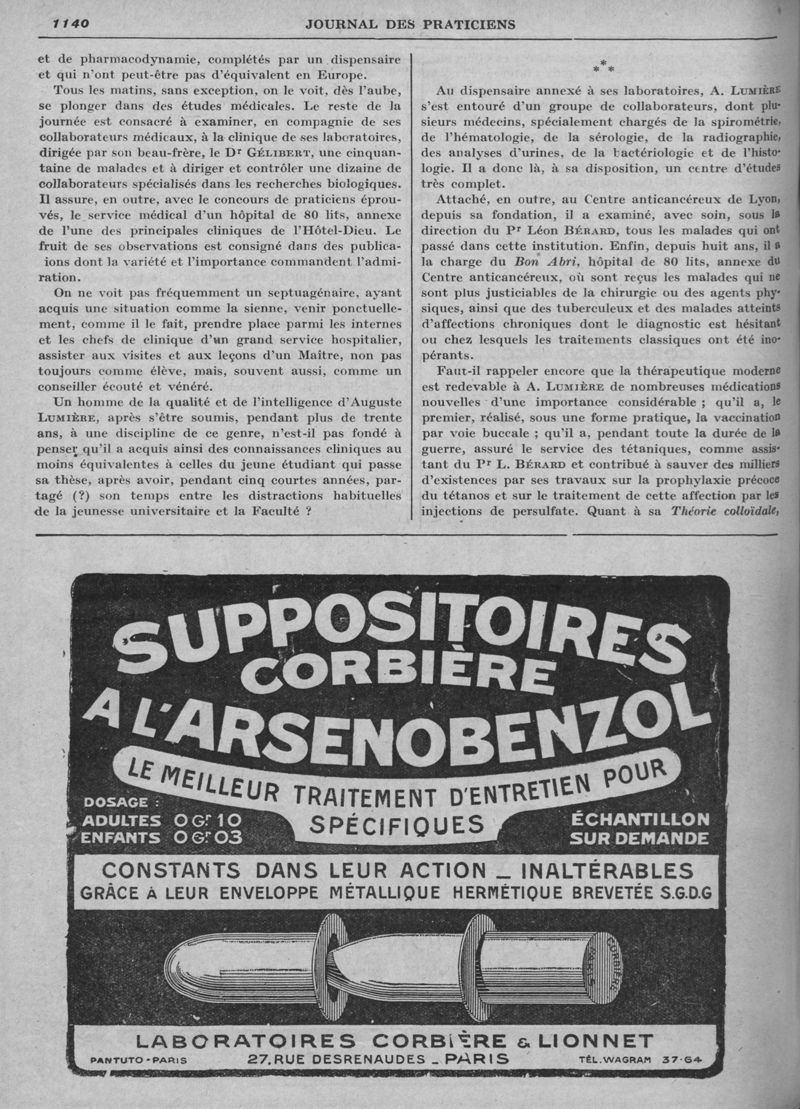 1140
JOURNAL DES PRATICIENS
et de pharmacodynamie, complétés par un dispensaire
et qui n'ont peut-être pas d'équivalent en Europe.
Tous les matins, sans exception, on le voit, dès l'aube,
se plonger dans des études médicales. Le reste de la
journée est consacré à examiner, en compagnie de ses
collaborateurs médicaux, à la clinique de ses laboratoires,
dirigée par son beau-frère, le Dr GÉLIBERT, une cinquan-
taine de malades et à diriger et contrôler une dizaine de
collaborateurs spécialisés dans les recherches biologiques.
Il assure, en outre, avec le concours de praticiens éprou-
vés, le service médical d'un hôpital de 80 lits, annexe
de l'une des principales cliniques de l'Hôtel-Dieu. Le
fruit de ses observations est consigné dans des publica-
ions dont la variété et l'importance commandent l'admi-
ration.
On ne voit pas fréquemment un septuagénaire, ayant
acquis une situation comme la sienne, venir ponctuelle-
ment, comme il le fait, prendre place parmi les internes
et les chefs de clinique d'un grand service hospitalier,
assister aux visites et aux leçons d'un Maître, non pas
toujours comme élève, mais, souvent aussi, comme un
conseiller écouté et vénéré.
Un homme de la qualité et de l'intelligence d'Auguste
LUMIÈRE, après s'être soumis, pendant plus de trente
ans, à une discipline de ce genre, n'est-il pas fondé à
penser qu'il a acquis ainsi des connaissances cliniques au
moins équivalentes à celles du jeune étudiant qui passe
sa thèse, après avoir, pendant cinq courtes années, par-
tagé (?) son temps entre les distractions habituelles
de la jeunesse universitaire et la Faculté ?
*
* *
Au dispensaire annexé à ses laboratoires, A. LUMIÈRE
s'est entouré d'un groupe de collaborateurs, dont plu-
sieurs médecins, spécialement chargés de la spirométrie,
de l'hématologie, de la sérologie, de la radiographie,
des analyses d'urines, de la bactériologie et de l'histo-
logie. Il a donc là, à sa disposition, un centre d'études
très complet.
Attaché, en outre, au Centre anticancéreux de Lyon,
depuis sa fondation, il a examiné, avec soin, sous la
direction du Pr Léon BÉRARD, tous les malades qui ont
passé dans cette institution. Enfin, depuis huit ans, il a
la charge du Bon Abri, hôpital de 80 lits, annexe du
Centre anticancéreux, où sont reçus les malades qui ne
sont plus justiciables de la chirurgie ou des agents phy-
siques, ainsi que des tuberculeux et des malades atteints
d'affections chroniques dont le diagnostic est hésitant
ou chez lesquels les traitements classiques ont été ino-
pérants.
Faut-il rappeler encore que la thérapeutique moderne
est redevable à A. LUMIÈRE de nombreuses médications
nouvelles d'une importance considérable ; qu'il a, le
premier, réalisé, sous une forme pratique, la vaccination
par voie buccale ; qu'il a, pendant toute la durée de la
guerre, assuré le service des tétaniques, comme assis-
tant du Pr L. BÉRARD et contribué à sauver des milliers
d'existences par ses travaux sur la prophylaxie précoce
du tétanos et sur le traitement de cette affection par les
injections de persulfate. Quant à sa Théorie colloïdale,
SUPPOSITOIRES
CORBIÈRE
A L'ARSENOBENZOL
LE MEILLEUR TRAITEMENT D'ENTRETIEN POUR
SPÉCIFIQUES
DOSAGE :
ADULTES 0 Gr 10
ENFANTS 0 Gr 03
ÉCHANTILLON
SUR DEMANDE
CONSTANTS DANS LEUR ACTION _ INALTÉRABLES
GRÂCE A LEUR ENVELOPPE MÉTALLIQUE HERMÉTIQUE BREVETÉE S.G.D.G
CORBIÈRE
PARIS
LABORATOIRES CORBIÈRE & LIONNET
PANTUTO-PARIS
27, RUE DESRENAUDES _ PARIS
TÉL. WAGRAM 37-64